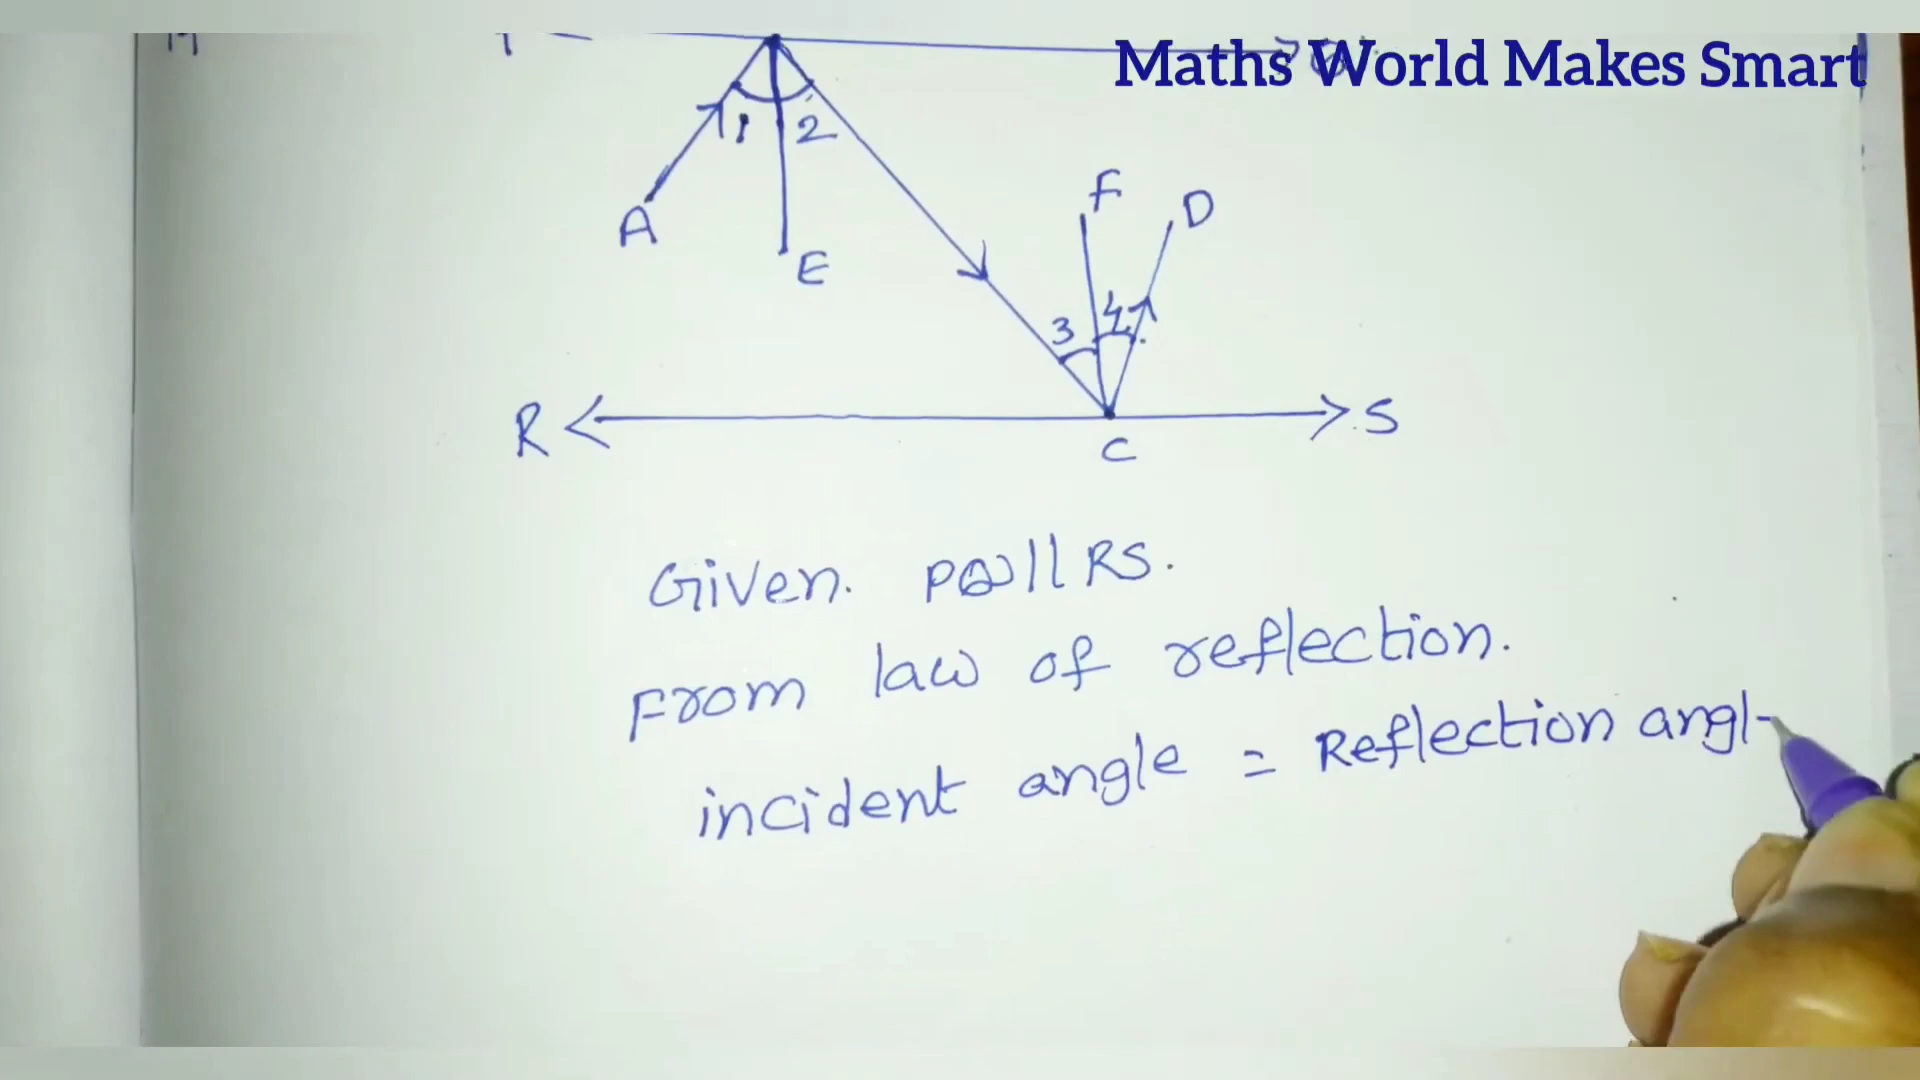 Maths World Makes Smart
1 2
A
E
F D
3 4
R S
C
Given. PQ || RS.
From law of reflection.
incident angle = Reflection angl